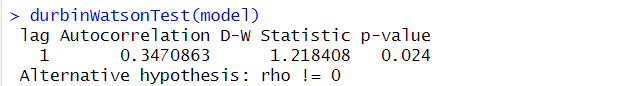 > durbinWatsonTest(model)
lag Autocorrelation D-W Statistic p-value
1 0.3470863 1.218408 0.024
Alternative hypothesis: rho != 0